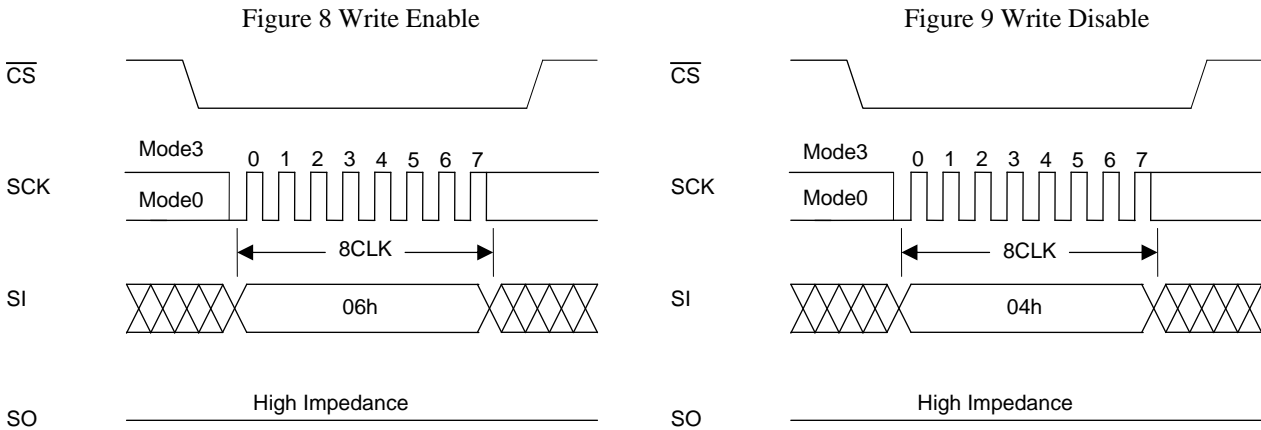 Figure 8 Write Enable
CS
Mode3
0 1 2 3 4 5 6 7
SCK
Mode0
8CLK
SI
06h
High Impedance
SO
Figure 9 Write Disable
CS
Mode3
0 1 2 3 4 5 6 7
SCK
Mode0
8CLK
SI
04h
High Impedance
SO